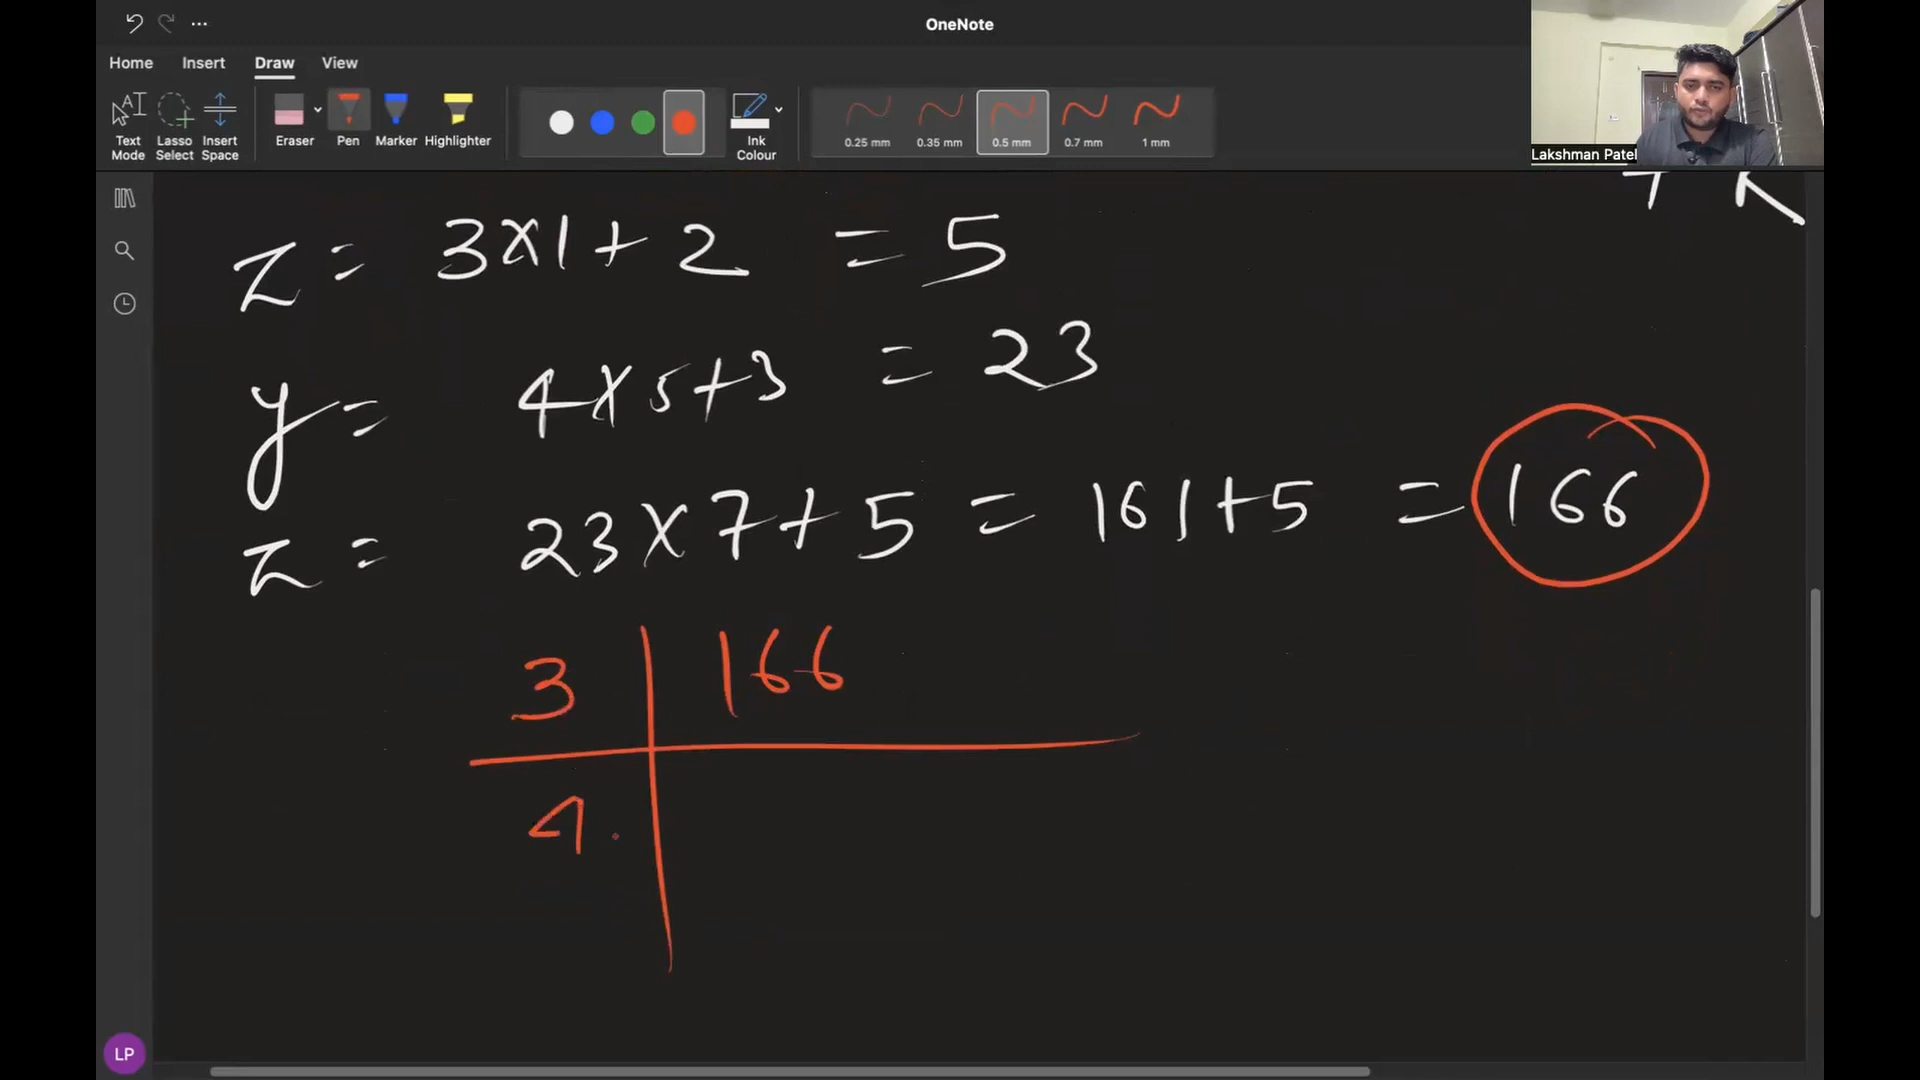 OneNote
Home Insert Draw View
Text Mode Lasso Select Insert Space Eraser Pen Marker Highlighter Ink Colour 0.25 mm 0.35 mm 0.5 mm 0.7 mm 1 mm
Lakshman Patel
z = 3x1+2 = 5
y = 4x5+3 = 23
z = 23x7+5 = 161+5 = 166
3 166
4
LP